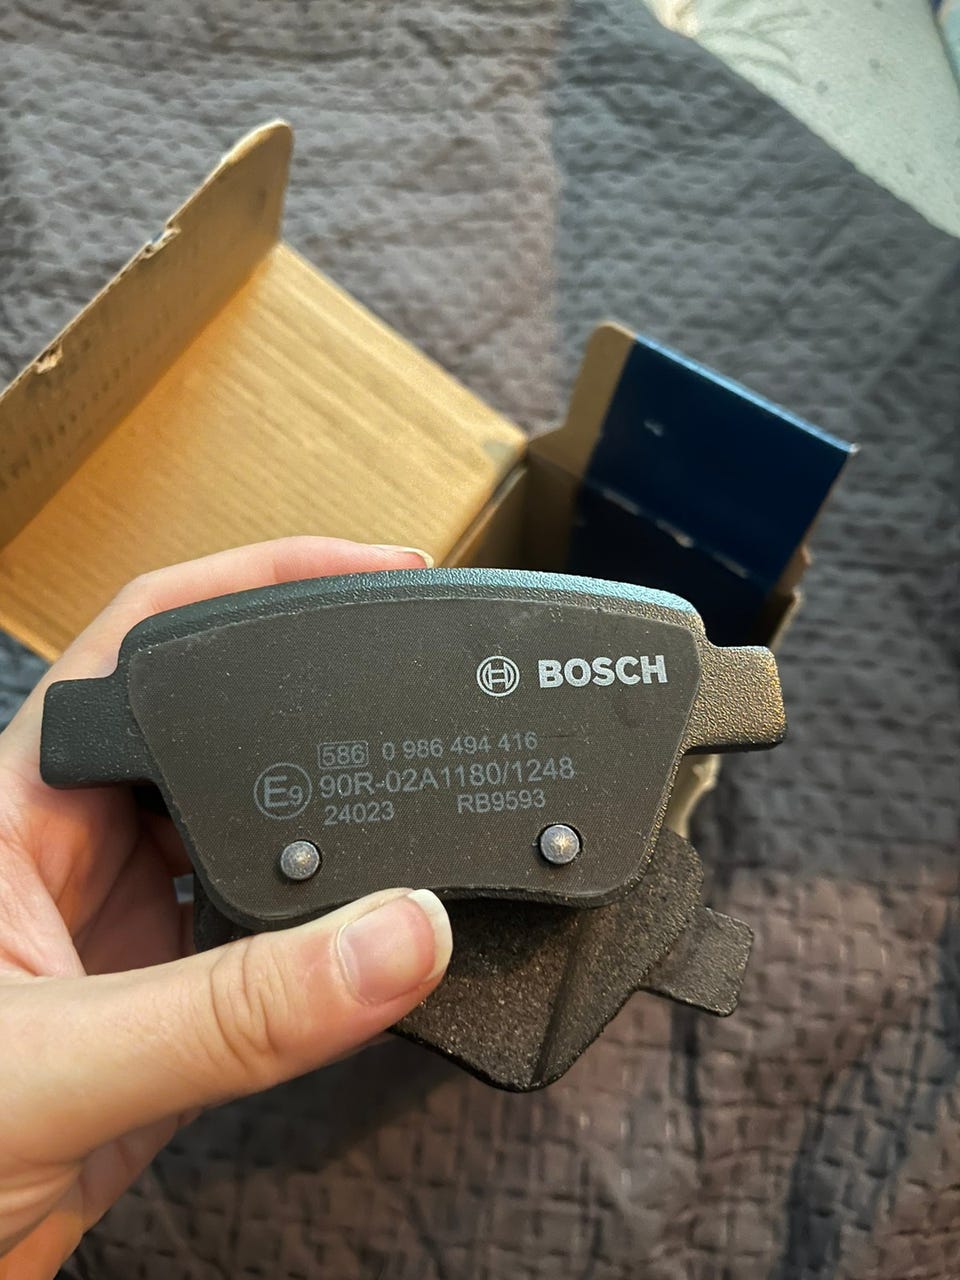 BOSCH
586 0 986 494 416
E9 90R-02A1180/1248
24023 RB9593